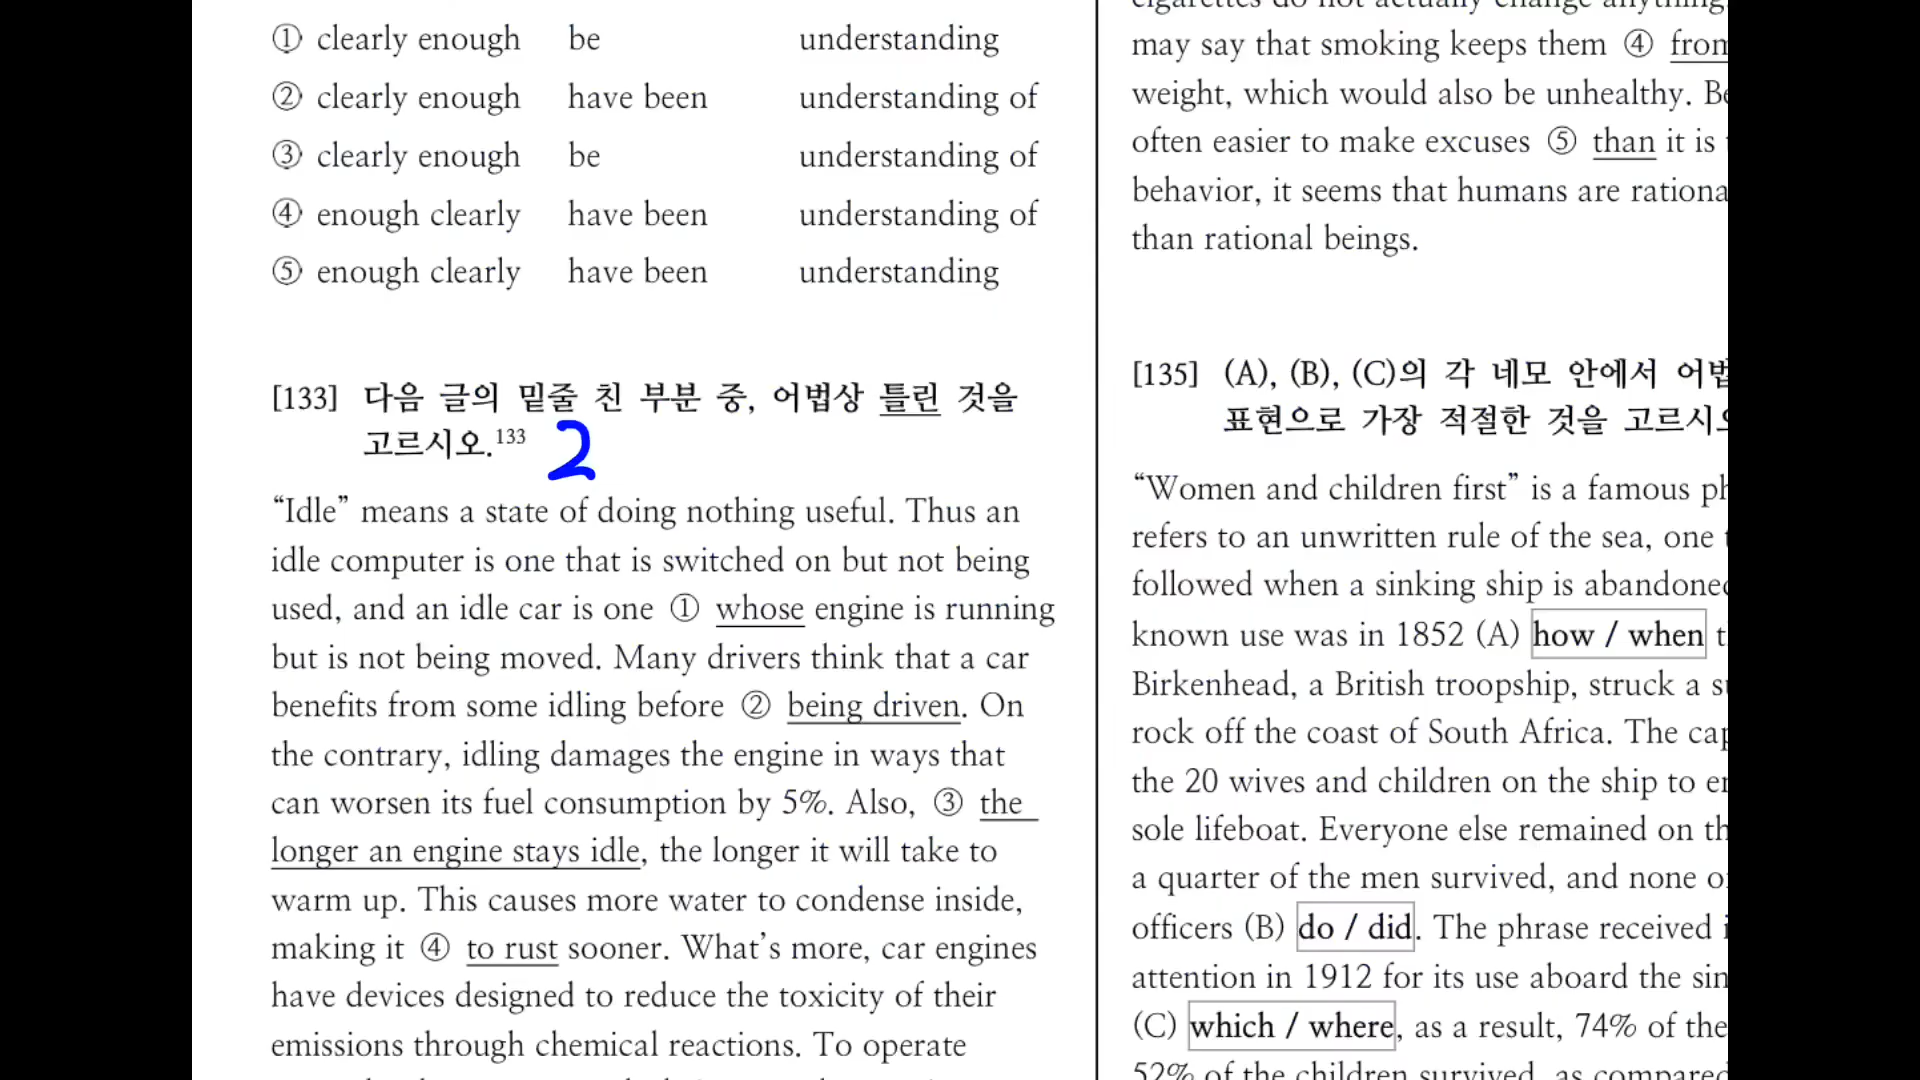 ① clearly enough be understanding
② clearly enough have been understanding of
③ clearly enough be understanding of
④ enough clearly have been understanding of
⑤ enough clearly have been understanding
[133] 다음 글의 밑줄 친 부분 중, 어법상 틀린 것을
고르시오.133 2
“Idle” means a state of doing nothing useful. Thus an
idle computer is one that is switched on but not being
used, and an idle car is one ① whose engine is running
but is not being moved. Many drivers think that a car
benefits from some idling before ② being driven. On
the contrary, idling damages the engine in ways that
can worsen its fuel consumption by 5%. Also, ③ the
longer an engine stays idle, the longer it will take to
warm up. This causes more water to condense inside,
making it ④ to rust sooner. What’s more, car engines
have devices designed to reduce the toxicity of their
emissions through chemical reactions. To operate
cigarettes do not actually change anything.
may say that smoking keeps them ④ from
weight, which would also be unhealthy.
often easier to make excuses ⑤ than it is
behavior, it seems that humans are
than rational beings.
[135] (A), (B), (C)의 각 네모 안에서
표현으로 가장 적절한 것을
“Women and children first” is a famous
refers to an unwritten rule of the sea, one
followed when a sinking ship is
known use was in 1852 (A) how / when
Birkenhead, a British troopship, struck a
rock off the coast of South Africa. The
the 20 wives and children on the ship to
sole lifeboat. Everyone else remained on
a quarter of the men survived, and none
officers (B) do / did. The phrase received
attention in 1912 for its use aboard the
(C) which / where, as a result, 74% of the
52% of the children survived, as compared